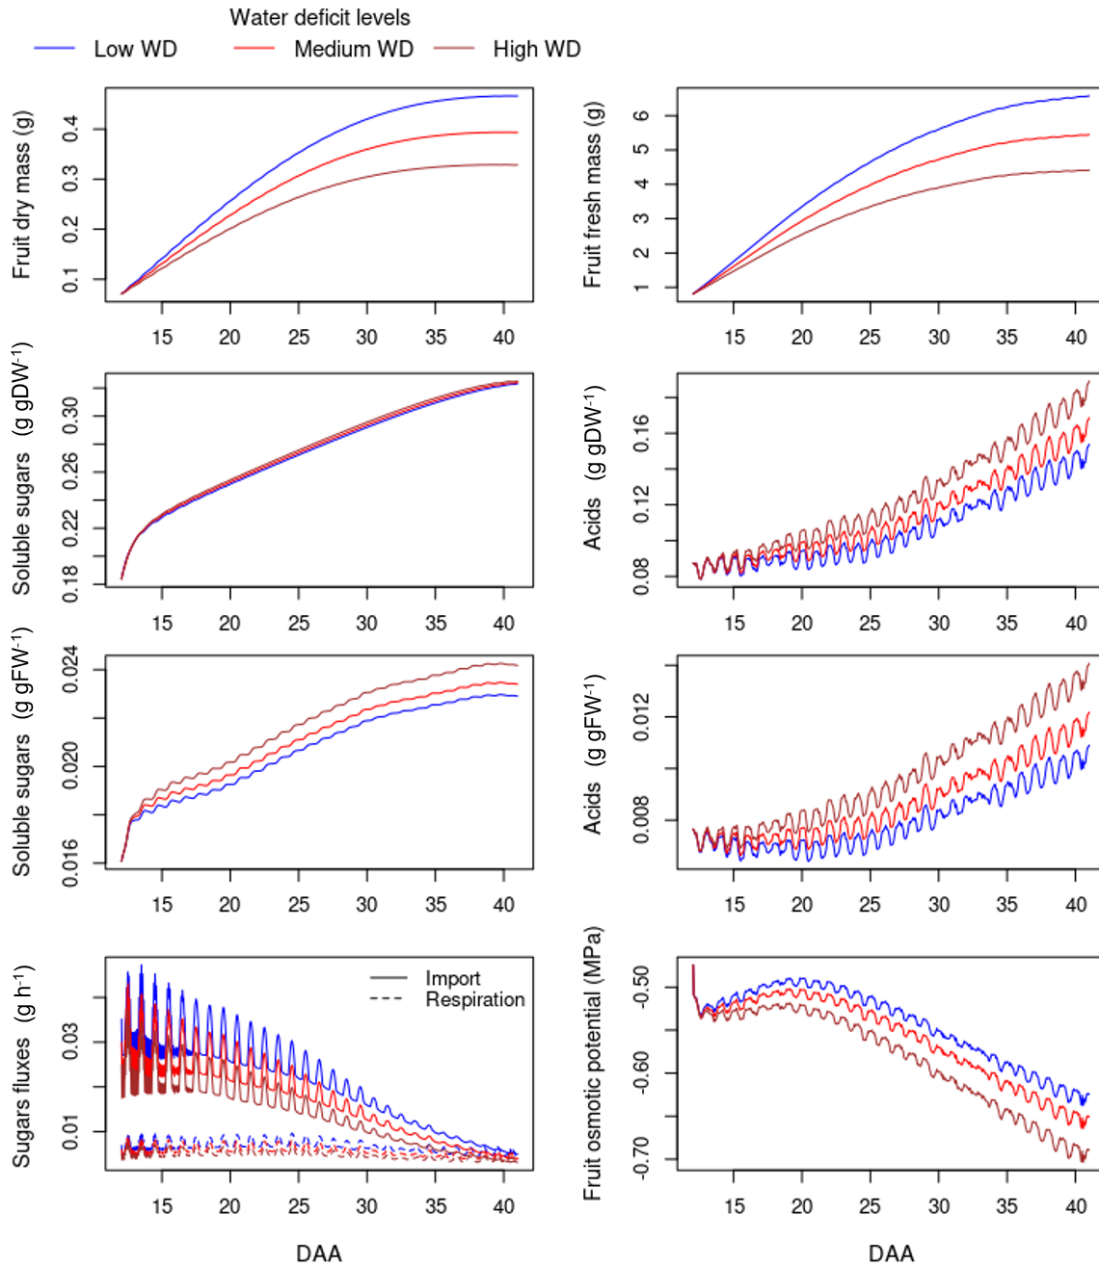 Water deficit levels
Low WD Medium WD High WD
Fruit dry mass (g)
0.1 0.2 0.3 0.4
15 20 25 30 35 40
Fruit fresh mass (g)
1 2 3 4 5 6
15 20 25 30 35 40
Soluble sugars (g gDW-1)
0.18 0.22 0.26 0.30
15 20 25 30 35 40
Acids (g gDW-1)
0.08 0.12 0.16
15 20 25 30 35 40
Soluble sugars (g gFW-1)
0.016 0.020 0.024
15 20 25 30 35 40
Acids (g gFW-1)
0.008 0.012
15 20 25 30 35 40
Sugars fluxes (g h-1)
0.01 0.03
Import
Respiration
15 20 25 30 35 40
DAA
Fruit osmotic potential (MPa)
-0.70 -0.60 -0.50
15 20 25 30 35 40
DAA